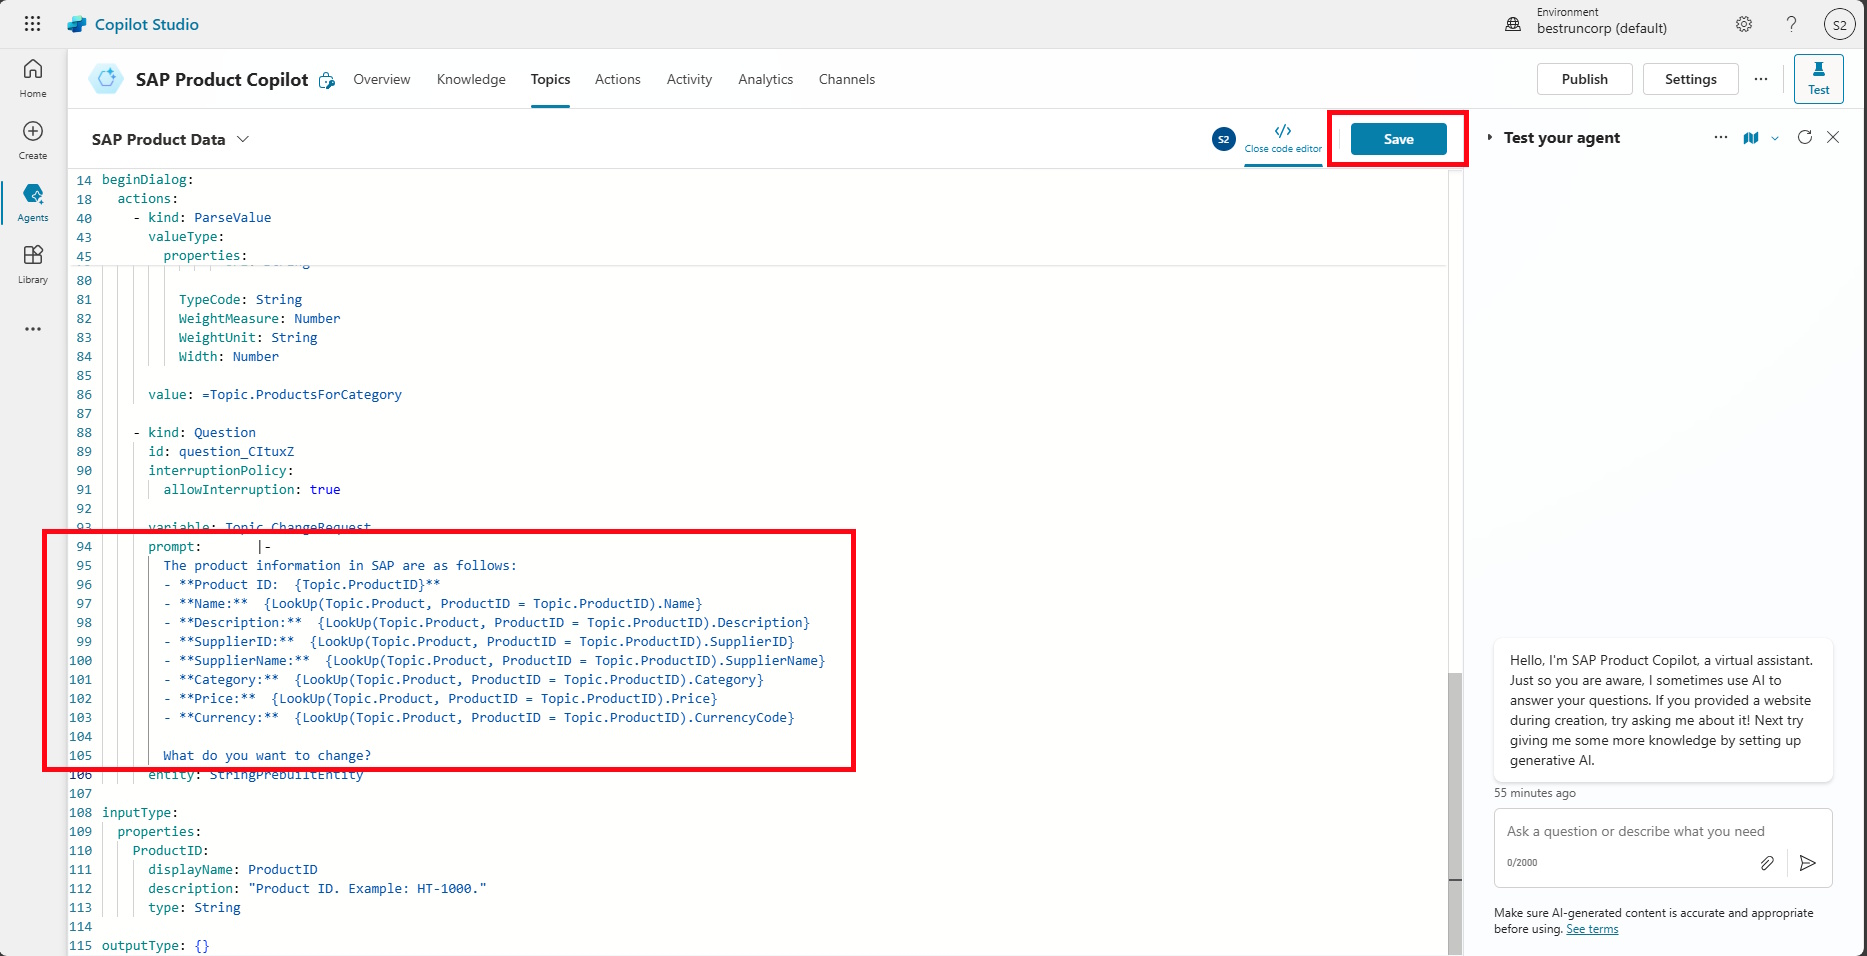 Copilot Studio
Environment
bestruncorp (default)
S2
Home
Create
Agents
Library
SAP Product Copilot
Overview
Knowledge
Topics
Actions
Activity
Analytics
Channels
Publish
Settings
Test
SAP Product Data
S2
Close code editor
Save
14 beginDialog:
18 actions:
40 - kind: ParseValue
43 valueType:
45 properties:
80
81 TypeCode: String
82 WeightMeasure: Number
83 WeightUnit: String
84 Width: Number
85
86 value: =Topic.ProductsForCategory
87
88 - kind: Question
89 id: question_CItuxZ
90 interruptionPolicy:
91 allowInterruption: true
92
93 variable: Topic.ChangeRequest
94 prompt: |-
95 The product information in SAP are as follows:
96 - **Product ID: {Topic.ProductID}**
97 - **Name:** {LookUp(Topic.Product, ProductID = Topic.ProductID).Name}
98 - **Description:** {LookUp(Topic.Product, ProductID = Topic.ProductID).Description}
99 - **SupplierID:** {LookUp(Topic.Product, ProductID = Topic.ProductID).SupplierID}
100 - **SupplierName:** {LookUp(Topic.Product, ProductID = Topic.ProductID).SupplierName}
101 - **Category:** {LookUp(Topic.Product, ProductID = Topic.ProductID).Category}
102 - **Price:** {LookUp(Topic.Product, ProductID = Topic.ProductID).Price}
103 - **Currency:** {LookUp(Topic.Product, ProductID = Topic.ProductID).CurrencyCode}
104
105 What do you want to change?
106 entity: StringPrebuiltEntity
107
108 inputType:
109 properties:
110 ProductID:
111 displayName: ProductID
112 description: "Product ID. Example: HT-1000."
113 type: String
114
115 outputType: {}
Test your agent
Hello, I'm SAP Product Copilot, a virtual assistant.
Just so you are aware, I sometimes use AI to
answer your questions. If you provided a website
during creation, try asking me about it! Next try
giving me some more knowledge by setting up
generative AI.
55 minutes ago
Ask a question or describe what you need
0/2000
Make sure AI-generated content is accurate and appropriate
before using. See terms